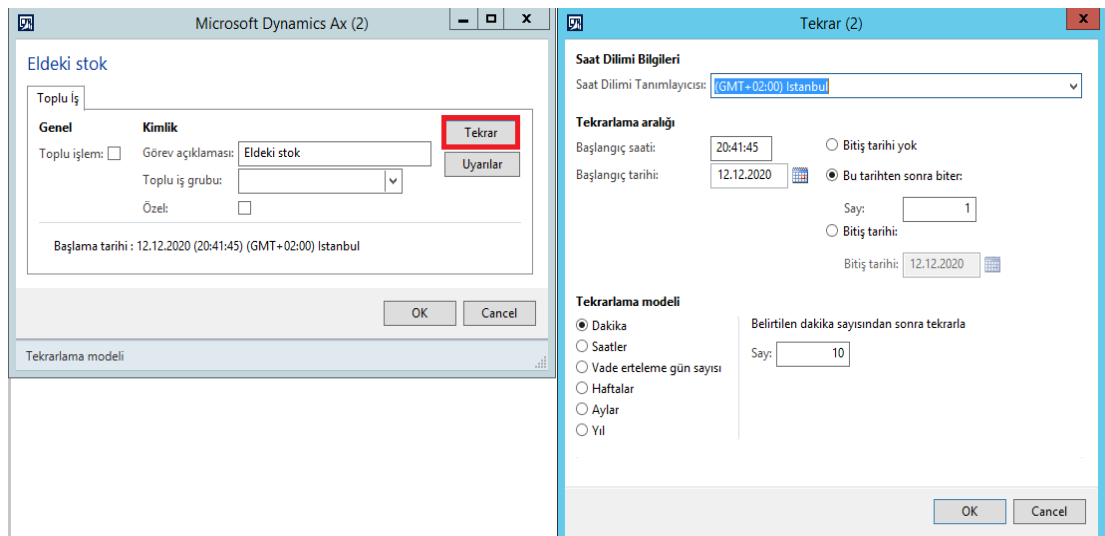 Microsoft Dynamics Ax (2)
Eldeki stok
Toplu İş
Genel
Kimlik
Tekrar
Toplu işlem:
Görev açıklaması: Eldeki stok
Uyarılar
Toplu iş grubu:
Özel:
Başlama tarihi : 12.12.2020 (20:41:45) (GMT+02:00) Istanbul
OK
Cancel
Tekrarlama modeli
Tekrar (2)
x
Saat Dilimi Bilgileri
Saat Dilimi Tanımlayıcısı: (GMT+02:00) Istanbul
Tekrarlama aralığı
Başlangıç saati: 20:41:45
Bitiş tarihi yok
Başlangıç tarihi: 12.12.2020
Bu tarihten sonra biter:
Say: 1
Bitiş tarihi:
Bitiş tarihi: 12.12.2020
Tekrarlama modeli
Dakika
Belirtilen dakika sayısından sonra tekrarla
Saatler
Say: 10
Vade erteleme gün sayısı
Haftalar
Aylar
Yıl
OK
Cancel